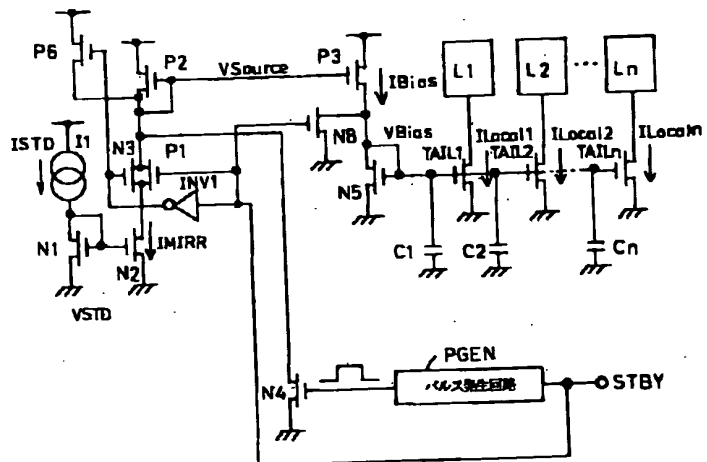 P6
P2
P3
VSource
IBias
L1
L2
...
Ln
ISTD
I1
N3
P1
N8
VBias
ILocal1
ILocal2
ILocaln
TAIL1
TAIL2
TAILn
INV1
N5
N1
N2
IMIRR
C1
C2
Cn
VSTD
PGEN
N4
パルス発生回路
STBY